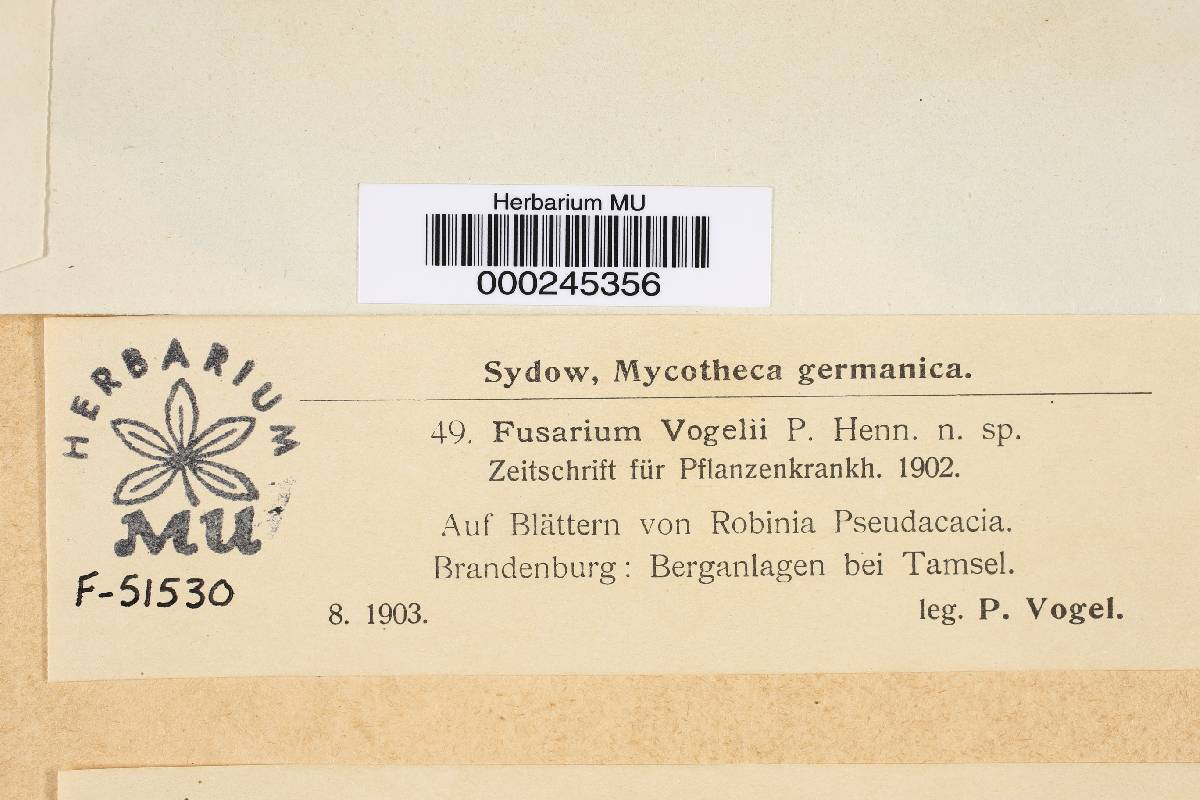 Herbarium MU
000245356
HERBARIUM
MU
F-51530
Sydow, Mycotheca germanica.
49. Fusarium Vogelii P. Henn. n. sp.
Zeitschrift für Pflanzenkrankh. 1902.
Auf Blättern von Robinia Pseudacacia.
Brandenburg: Berganlagen bei Tamsel.
8. 1903. leg. P. Vogel.